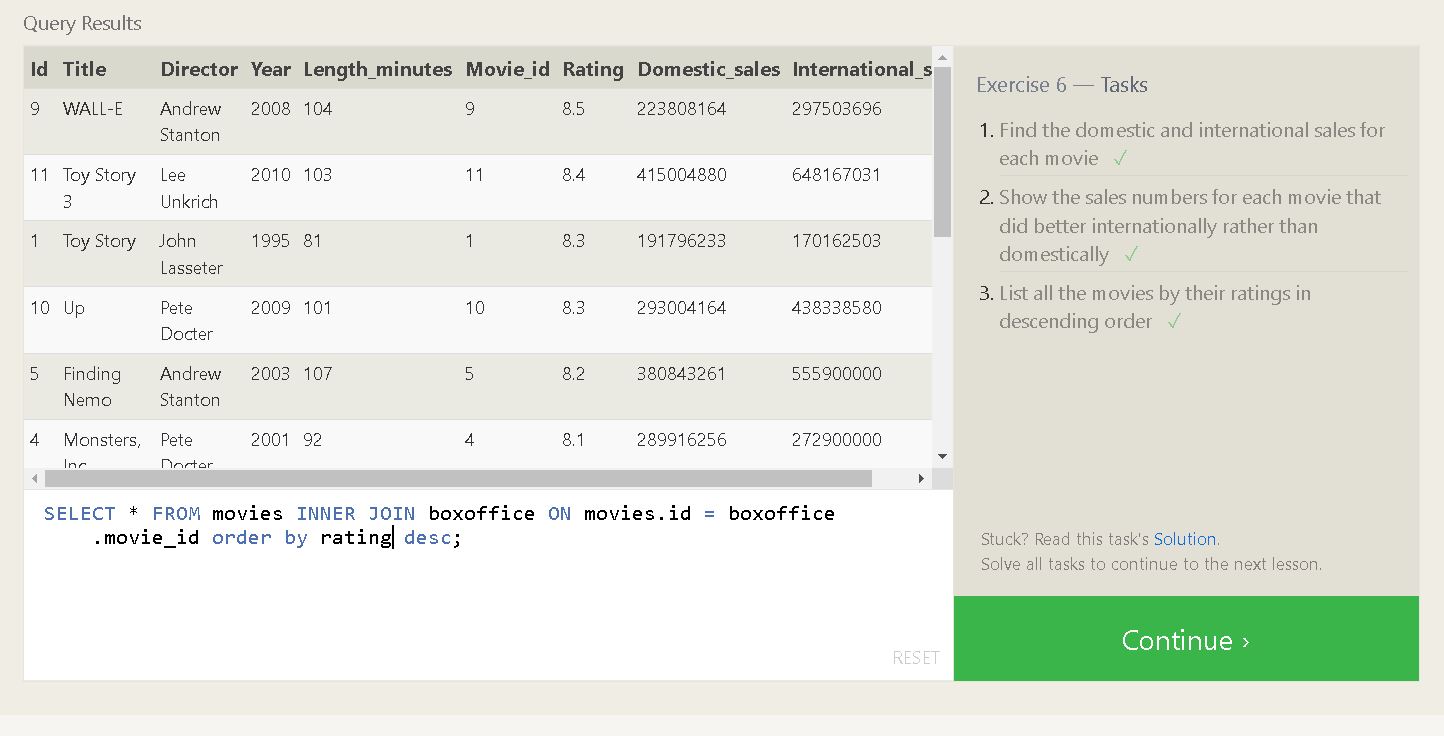 Query Results
Id Title Director Year Length_minutes Movie_id Rating Domestic_sales International_s
9 WALL-E Andrew Stanton 2008 104 9 8.5 223808164 297503696
11 Toy Story 3 Lee Unkrich 2010 103 11 8.4 415004880 648167031
1 Toy Story John Lasseter 1995 81 1 8.3 191796233 170162503
10 Up Pete Docter 2009 101 10 8.3 293004164 438338580
5 Finding Nemo Andrew Stanton 2003 107 5 8.2 380843261 555900000
4 Monsters, Inc. Pete Docter 2001 92 4 8.1 289916256 272900000
SELECT * FROM movies INNER JOIN boxoffice ON movies.id = boxoffice
.movie_id order by rating desc;
RESET
Exercise 6 — Tasks
1. Find the domestic and international sales for
each movie ✓
2. Show the sales numbers for each movie that
did better internationally rather than
domestically ✓
3. List all the movies by their ratings in
descending order ✓
Stuck? Read this task's Solution.
Solve all tasks to continue to the next lesson.
Continue ›